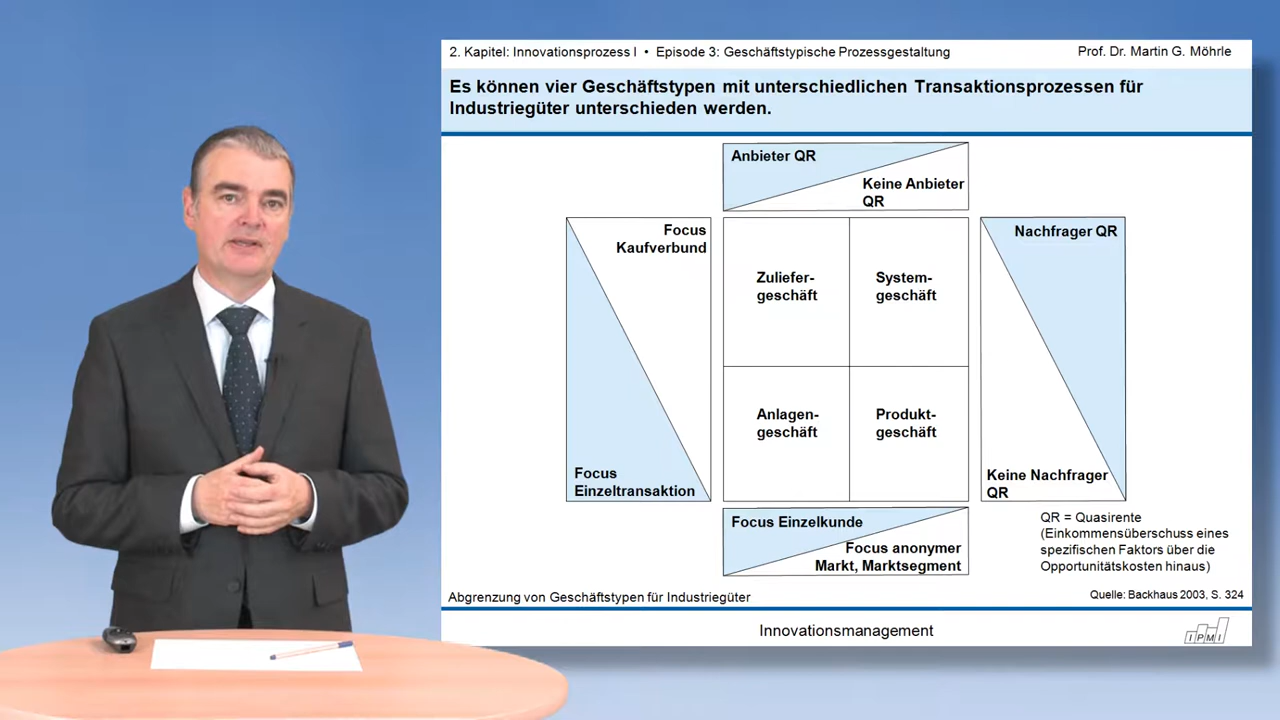 2. Kapitel: Innovationsprozess I • Episode 3: Geschäftstypische Prozessgestaltung
Prof. Dr. Martin G. Möhrle
Es können vier Geschäftstypen mit unterschiedlichen Transaktionsprozessen für
Industriegüter unterschieden werden.
Anbieter QR
Keine Anbieter
QR
Focus
Kaufverbund
Focus
Einzeltransaktion
Zuliefer-
geschäft
System-
geschäft
Anlagen-
geschäft
Produkt-
geschäft
Nachfrager QR
Keine Nachfrager
QR
Focus Einzelkunde
Focus anonymer
Markt, Marktsegment
QR = Quasirente
(Einkommensüberschuss eines
spezifischen Faktors über die
Opportunitätskosten hinaus)
Abgrenzung von Geschäftstypen für Industriegüter
Quelle: Backhaus 2003, S. 324
Innovationsmanagement
IPMI